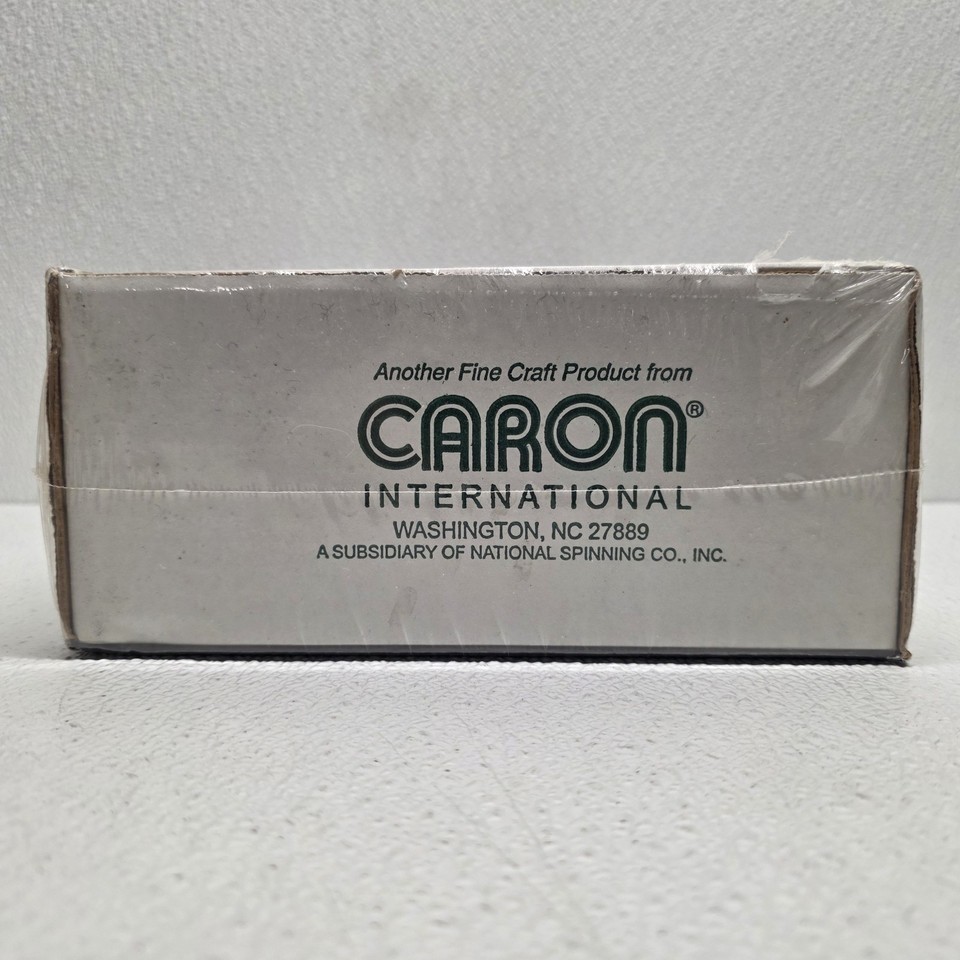 Another Fine Craft Product from
CARON®
INTERNATIONAL
WASHINGTON, NC 27889
A SUBSIDIARY OF NATIONAL SPINNING CO., INC.